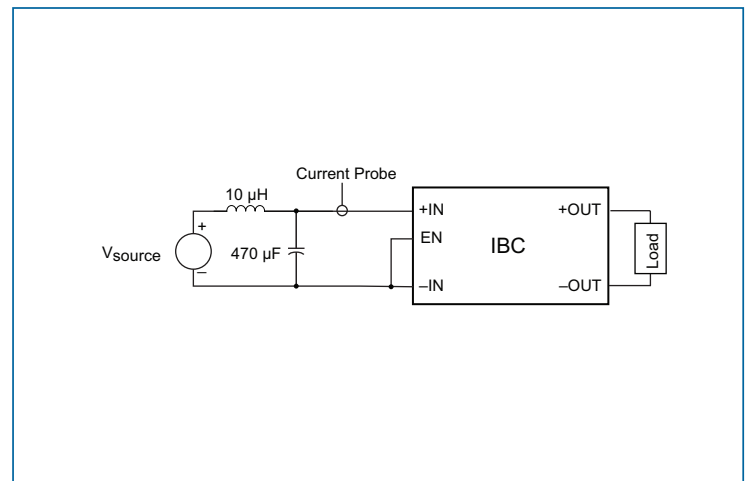 Current Probe
10 µH
+IN
+OUT
+
EN
IBC
Load
Vsource
470 µF
–
–IN
–OUT